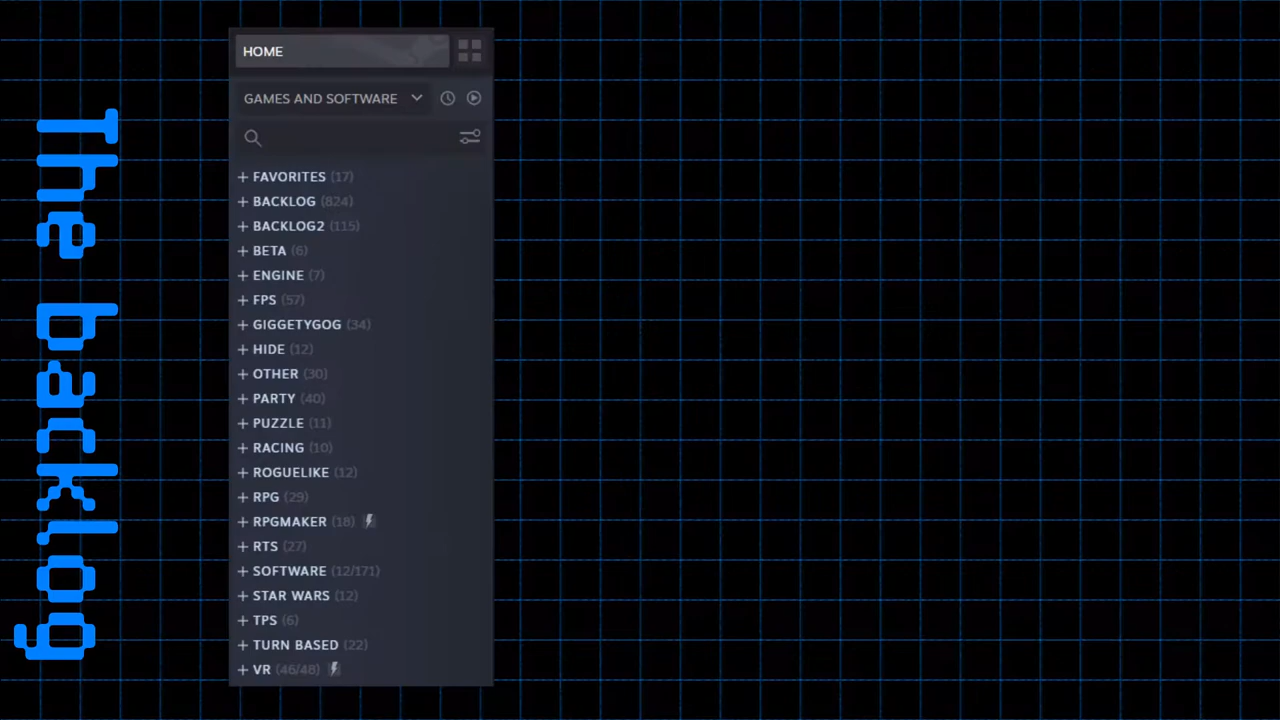 The backlog
HOME
GAMES AND SOFTWARE
+ FAVORITES (17)
+ BACKLOG (824)
+ BACKLOG2 (115)
+ BETA (6)
+ ENGINE (7)
+ FPS (57)
+ GIGGETYGOG (34)
+ HIDE (12)
+ OTHER (30)
+ PARTY (40)
+ PUZZLE (11)
+ RACING (10)
+ ROGUELIKE (12)
+ RPG (29)
+ RPGMAKER (18)
+ RTS (27)
+ SOFTWARE (12/171)
+ STAR WARS (12)
+ TPS (6)
+ TURN BASED (22)
+ VR (46/48)